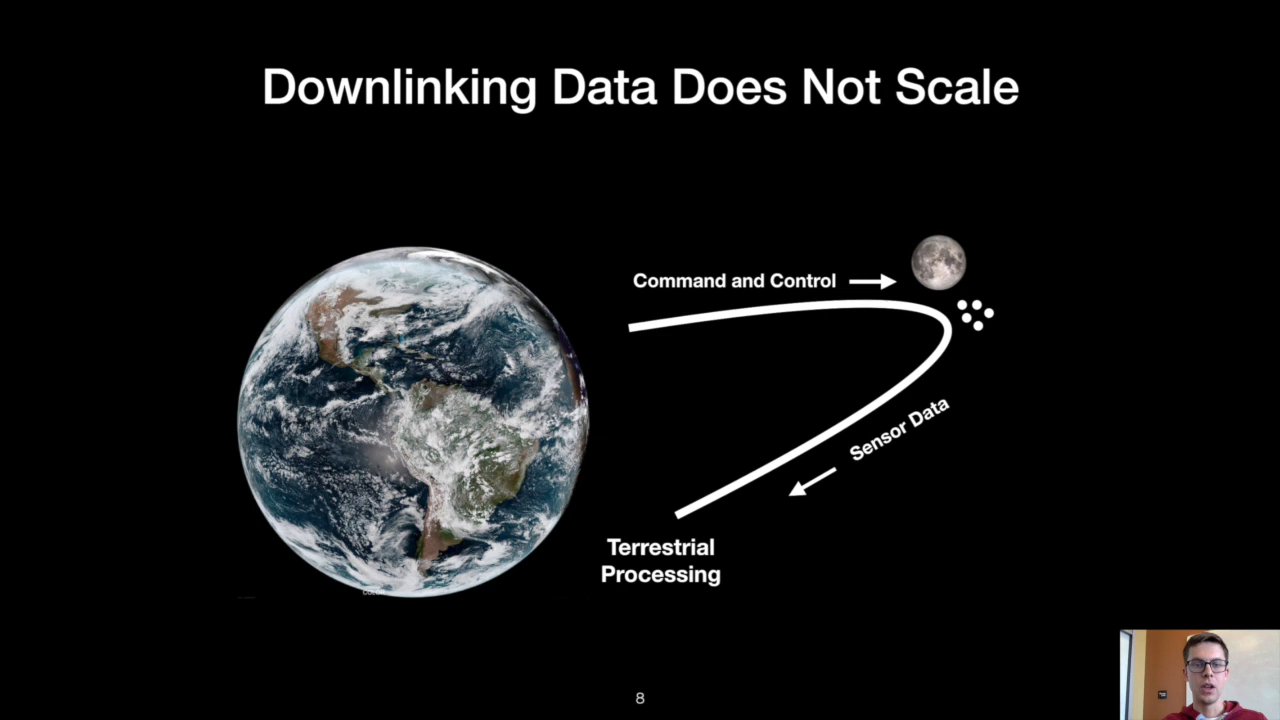 Downlinking Data Does Not Scale
Command and Control
Sensor Data
Terrestrial
Processing
8